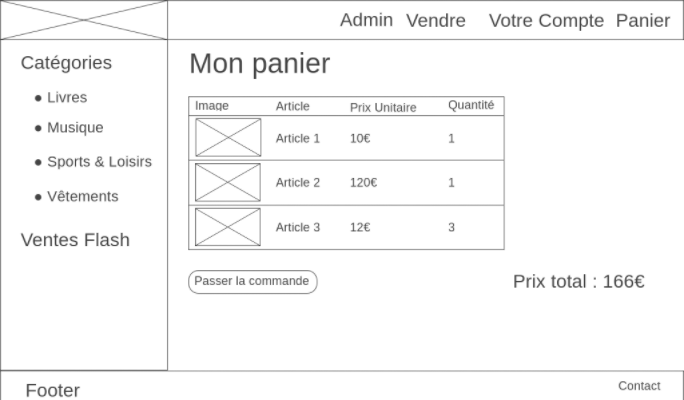 Admin Vendre Votre Compte Panier
Catégories
• Livres
• Musique
• Sports & Loisirs
• Vêtements
Ventes Flash
Mon panier
Image Article Prix Unitaire Quantité
Article 1 10€ 1
Article 2 120€ 1
Article 3 12€ 3
Passer la commande
Prix total : 166€
Footer
Contact